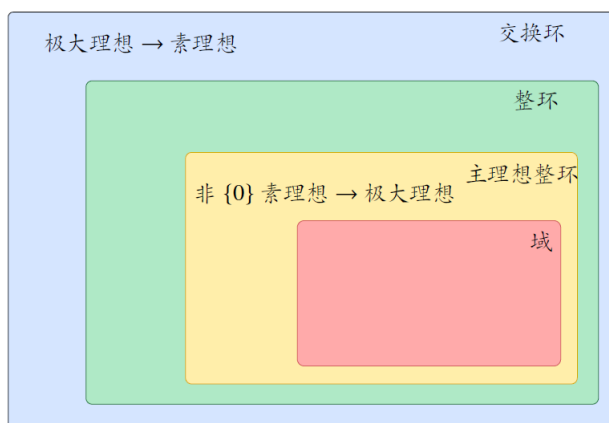 交换环
极大理想 → 素理想
整环
主理想整环
非 {0} 素理想 → 极大理想
域